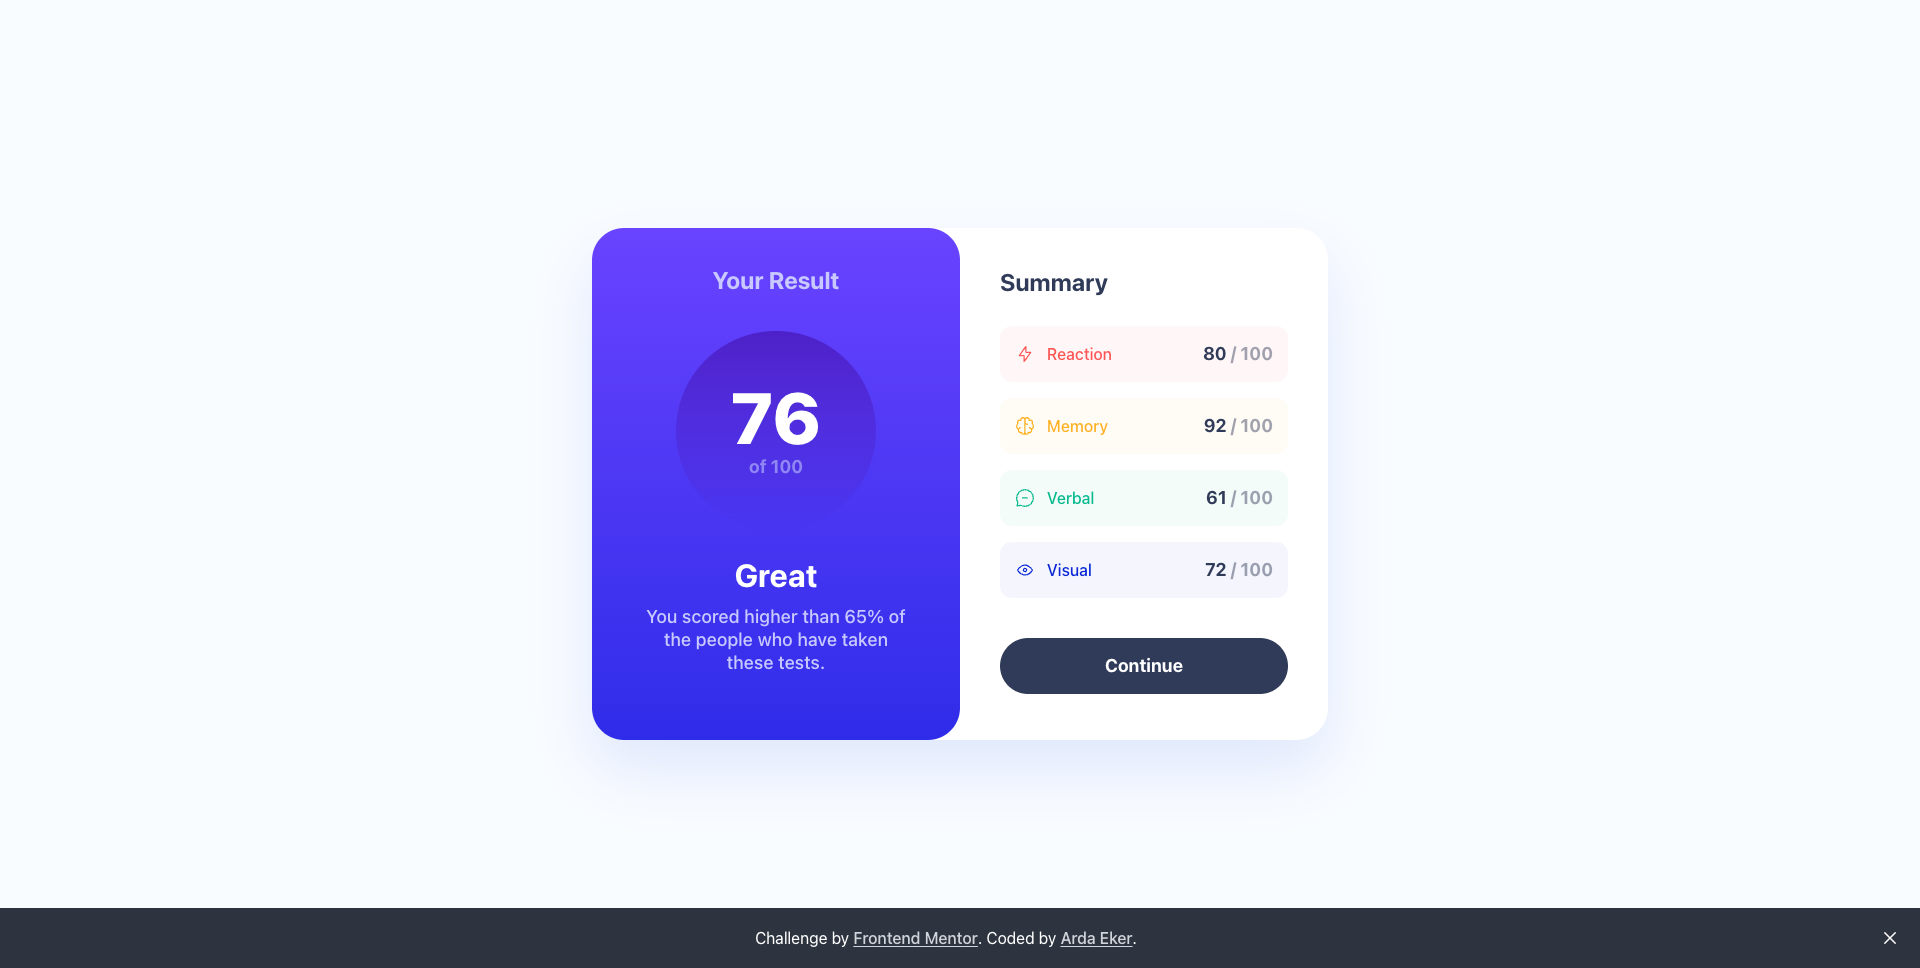 Your Result
76
of 100
Great
You scored higher than 65% of
the people who have taken
these tests.
Summary
Reaction 80 / 100
Memory 92 / 100
Verbal 61 / 100
Visual 72 / 100
Continue
Challenge by Frontend Mentor. Coded by Arda Eker.